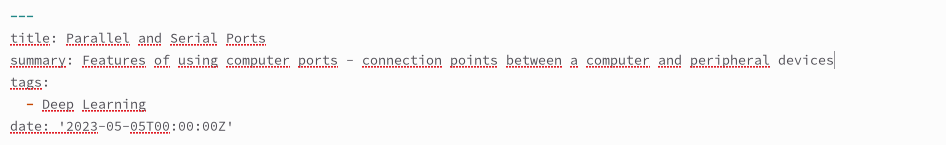 ---
title: Parallel and Serial Ports
summary: Features of using computer ports - connection points between a computer and peripheral devices
tags:
  - Deep Learning
date: '2023-05-05T00:00:00Z'